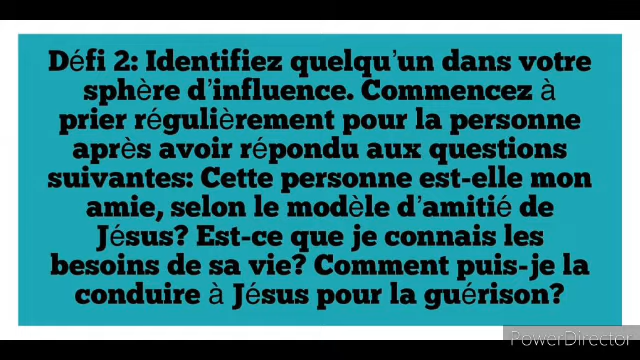 Défi 2: Identifiez quelqu'un dans votre
sphère d'influence. Commencez à
prier régulièrement pour la personne
après avoir répondu aux questions
suivantes: Cette personne est-elle mon
amie, selon le modèle d'amitié de
Jésus? Est-ce que je connais les
besoins de sa vie? Comment puis-je la
conduire à Jésus pour la guérison?
PowerDirector